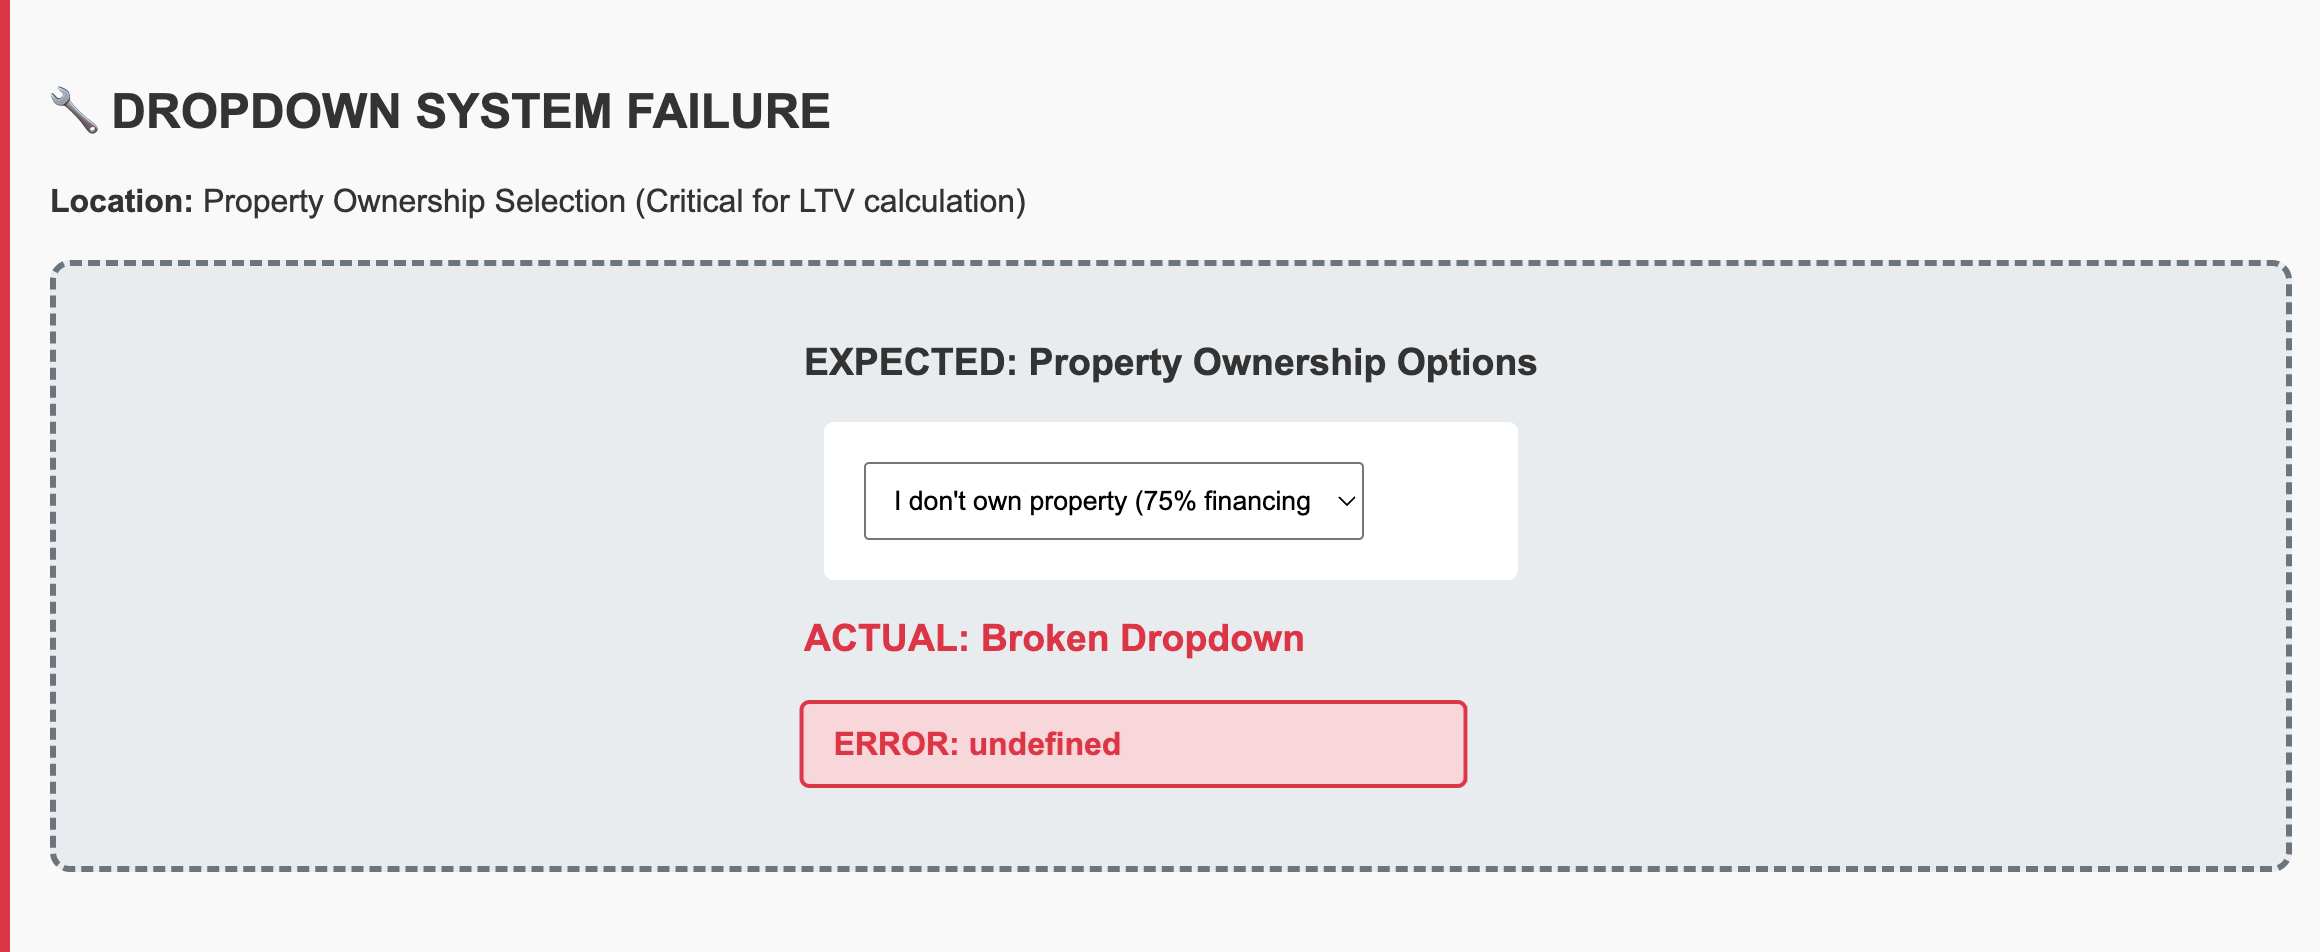 🔧 DROPDOWN SYSTEM FAILURE
Location: Property Ownership Selection (Critical for LTV calculation)
EXPECTED: Property Ownership Options
I don't own property (75% financing
ACTUAL: Broken Dropdown
ERROR: undefined